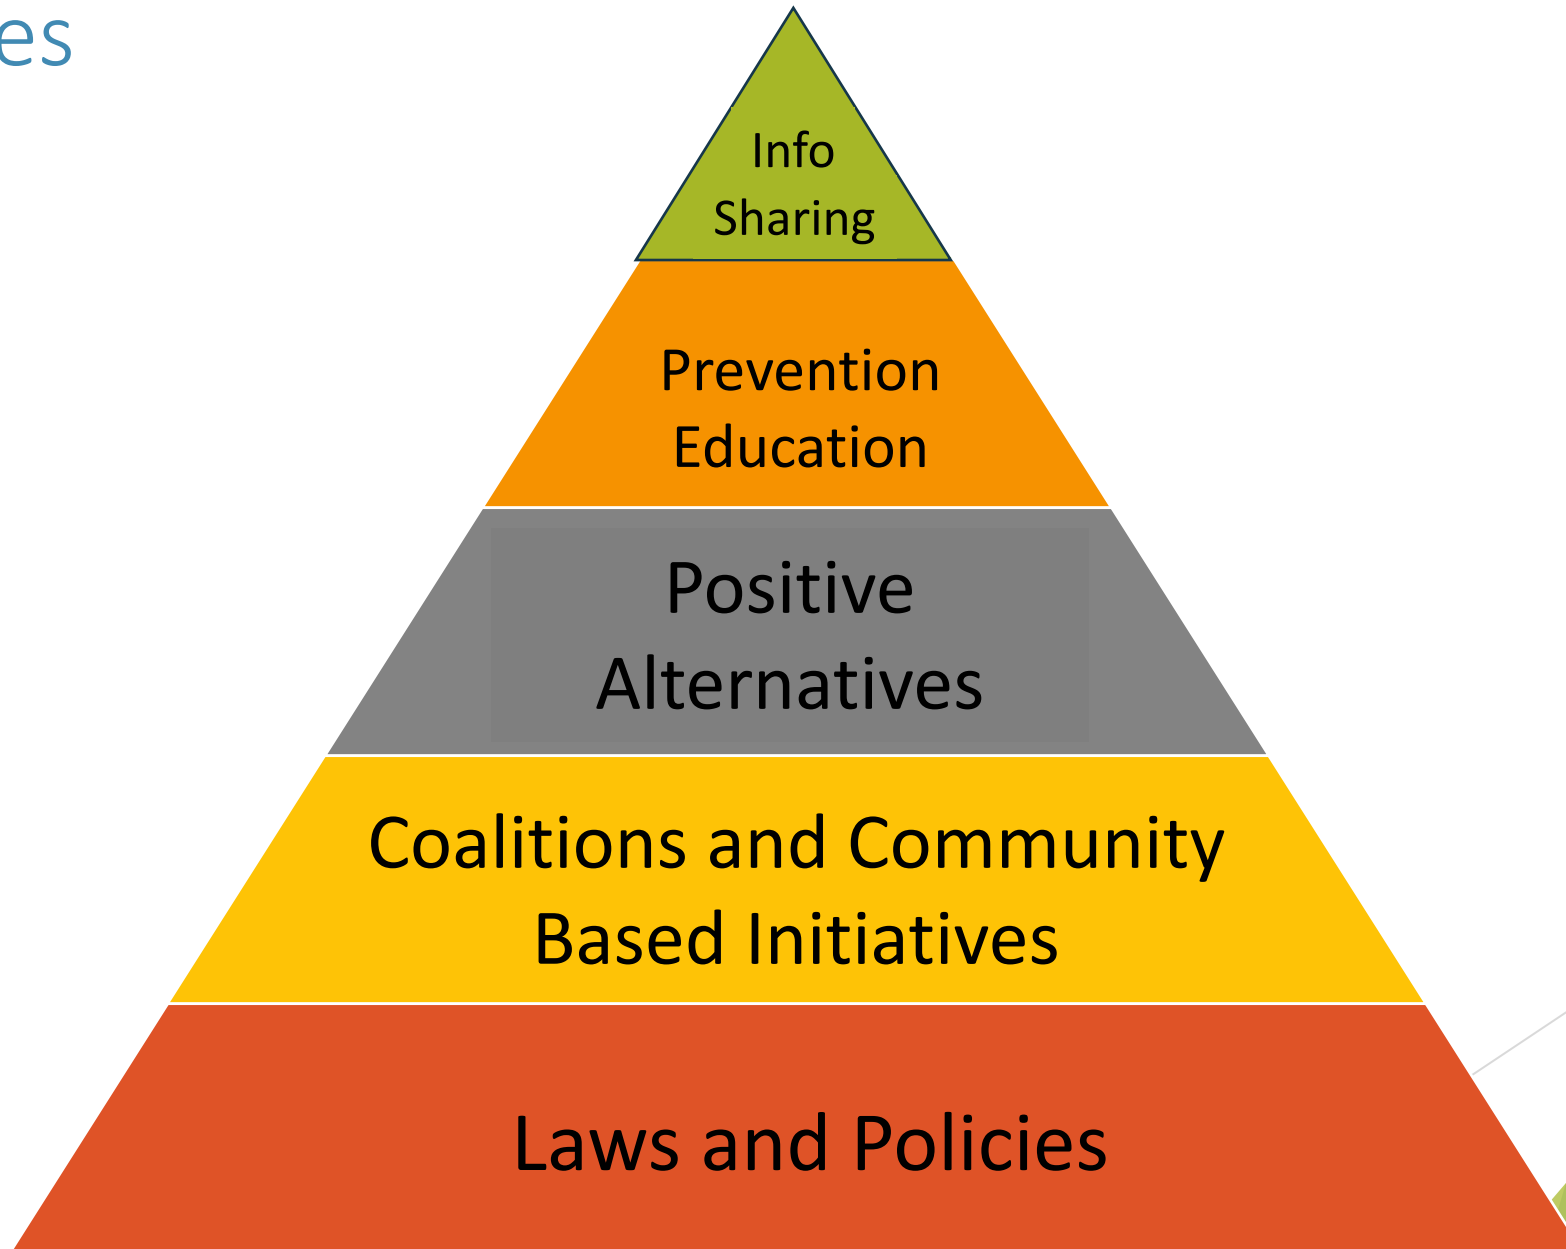 es
Info
Sharing
Prevention
Education
Positive
Alternatives
Coalitions and Community
Based Initiatives
Laws and Policies